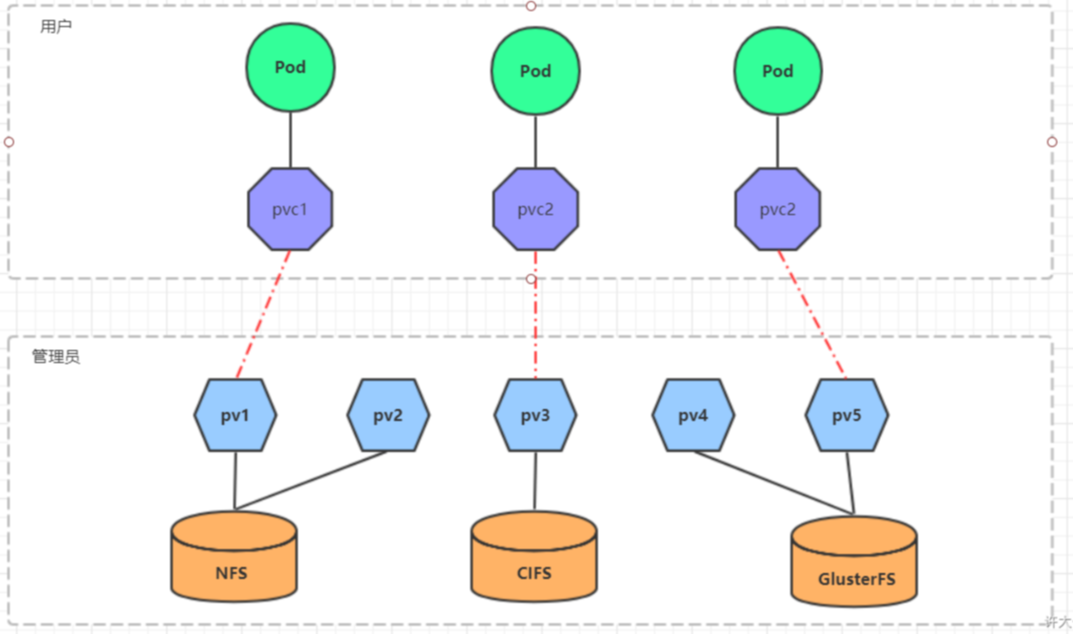 用户
Pod
Pod
Pod
pvc1
pvc2
pvc2
管理员
pv1
pv2
pv3
pv4
pv5
NFS
CIFS
GlusterFS
许大